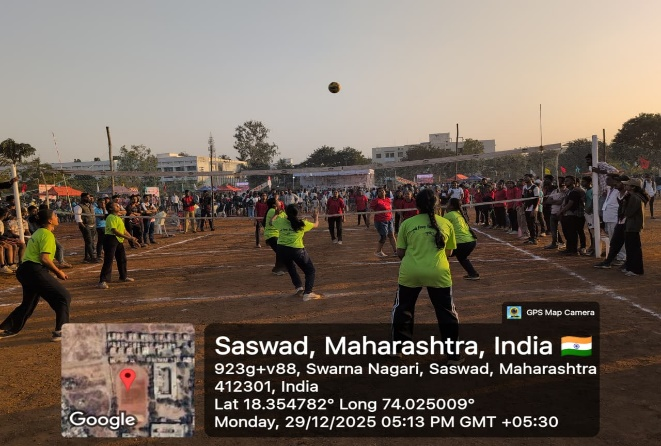 GPS Map Camera
Saswad, Maharashtra, India
923g+v88, Swarna Nagari, Saswad, Maharashtra
412301, India
Lat 18.354782° Long 74.025009°
Monday, 29/12/2025 05:13 PM GMT +05:30
Google